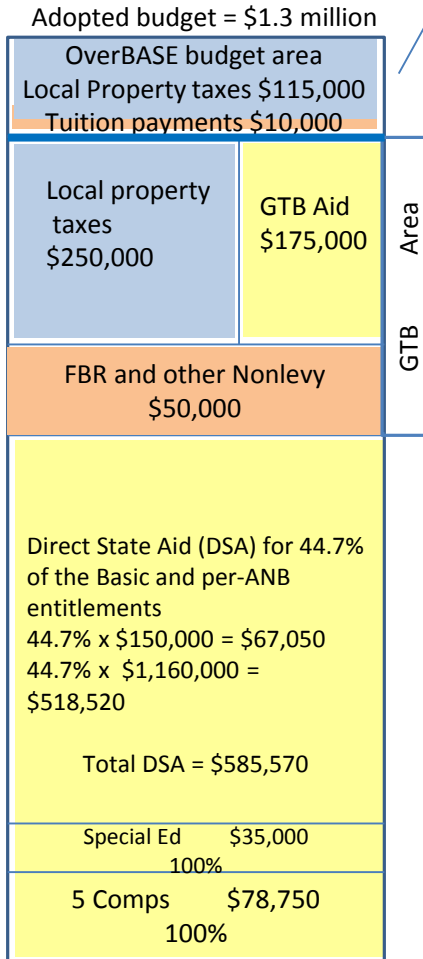 Adopted budget = $1.3 million
OverBASE budget area
Local Property taxes $115,000
Tuition payments $10,000
Local property
taxes
$250,000
GTB Aid
$175,000
GTB Area
FBR and other Nonlevy
$50,000
Direct State Aid (DSA) for 44.7%
of the Basic and per-ANB
entitlements
44.7% x $150,000 = $67,050
44.7% x $1,160,000 =
$518,520
Total DSA = $585,570
Special Ed $35,000
100%
5 Comps $78,750
100%